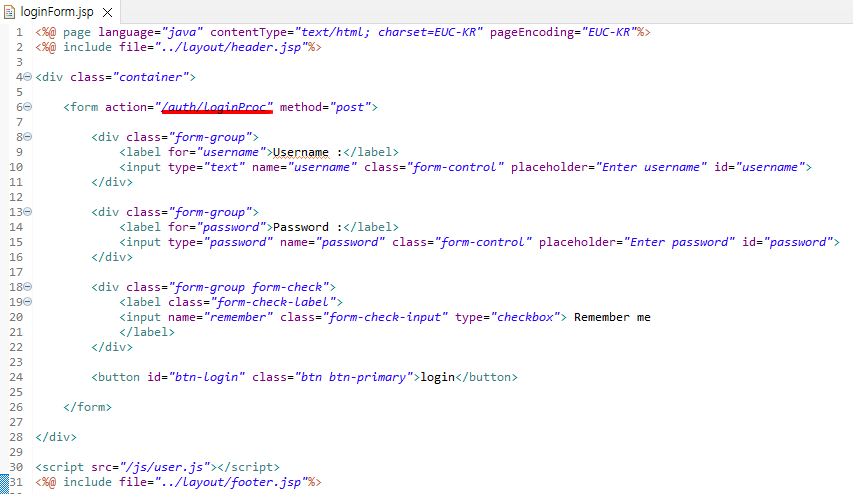 loginForm.jsp
1 <%@ page language="java" contentType="text/html; charset=EUC-KR" pageEncoding="EUC-KR"%>
2 <%@ include file="../layout/header.jsp"%>
3
4 <div class="container">
5
6 <form action="/auth/loginProc" method="post">
7
8 <div class="form-group">
9 <label for="username">Username :</label>
10 <input type="text" name="username" class="form-control" placeholder="Enter username" id="username">
11 </div>
12
13 <div class="form-group">
14 <label for="password">Password :</label>
15 <input type="password" name="password" class="form-control" placeholder="Enter password" id="password">
16 </div>
17
18 <div class="form-group form-check">
19 <label class="form-check-label">
20 <input name="remember" class="form-check-input" type="checkbox"> Remember me
21 </label>
22 </div>
23
24 <button id="btn-login" class="btn btn-primary">login</button>
25
26 </form>
27
28 </div>
29
30 <script src="/js/user.js"></script>
31 <%@ include file="../layout/footer.jsp"%>